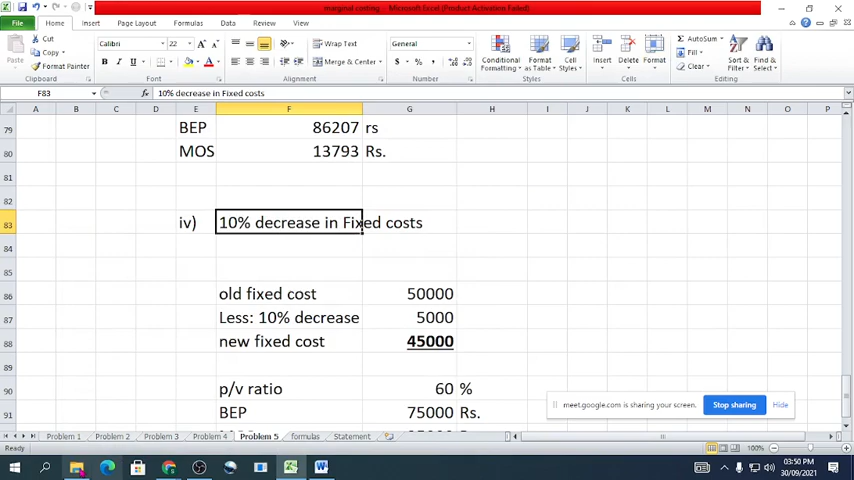 marginal costing - Microsoft Excel (Product Activation Failed)
File Home Page Layout Formulas Data Review View
Paste Cut Copy Format Painter
Calibri 22 Wrap Text General
B I U Merge & Center % , Conditional Formatting Format as Table Cell Styles Insert Delete Format
AutoSum Fill Clear Sort & Filter Find & Select
Clipboard Font Alignment Number Styles Cells Editing
F83 fx 10% decrease in Fixed costs
A B C D E F G H I J K L M N O P
79 BEP 86207 rs
80 MOS 13793 Rs.
81
82
83 iv) 10% decrease in Fixed costs
84
85
86 old fixed cost 50000
87 Less: 10% decrease 5000
88 new fixed cost 45000
89
90 p/v ratio 60 %
91 BEP 75000 Rs.
meet.google.com is sharing your screen. Stop sharing Hide
Problem 1 Problem 2 Problem 3 Problem 4 Problem 5 formulas Statement
Ready 100%
03:50 PM
30/09/2021